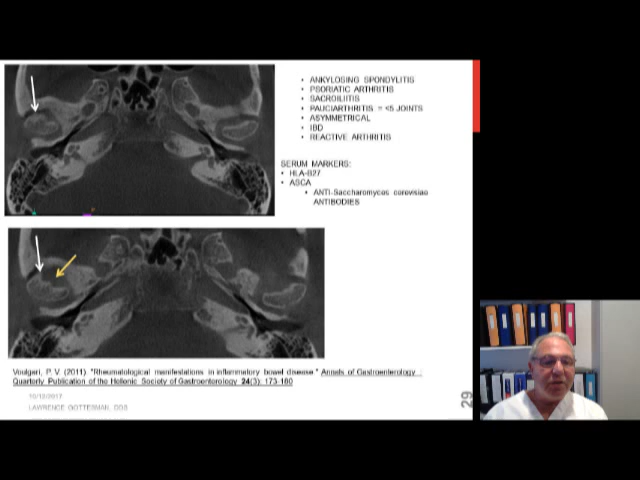 • ANKYLOSING SPONDYLITIS
• PSORIATIC ARTHRITIS
• SACROILIITIS
• PAUCIARTHRITIS = <5 JOINTS
• ASYMMETRICAL
• IBD
• REACTIVE ARTHRITIS
SERUM MARKERS:
• HLA-B27
• ASCA
• ANTI-Saccharomyces cerevisiae
ANTIBODIES
Voulgari, P. V. (2011). "Rheumatological manifestations in inflammatory bowel disease." Annals of Gastroenterology :
Quarterly Publication of the Hellenic Society of Gastroenterology 24(3): 173-180
10/13/2017
LAWRENCE GOTTESMAN, DDS
29